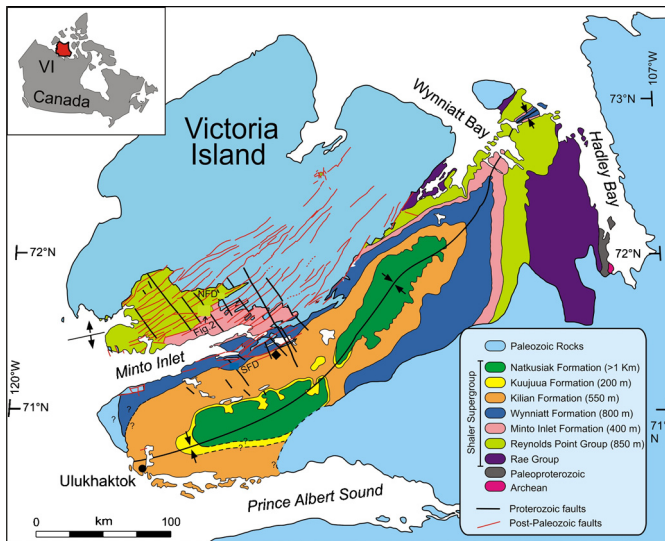 VI
Canada
Victoria
Island
Wynniatt Bay
Hadley Bay
107°W
73°N
72°N
72°N
NFD
Fig.2
Minto Inlet
SFD
120°W
71°N
71°
?
?
?
?
?
?
Ulukhaktok
Prince Albert Sound
0 km 100
Shaler Supergroup
Paleozoic Rocks
Natkusiak Formation (>1 Km)
Kuujjua Formation (200 m)
Kilian Formation (550 m)
Wynniatt Formation (800 m)
Minto Inlet Formation (400 m)
Reynolds Point Group (850 m)
Rae Group
Paleoproterozoic
Archean
Proterozoic faults
Post-Paleozoic faults